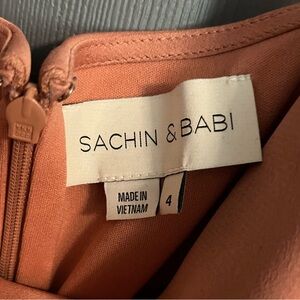 SACHIN & BABI
MADE IN
VIETNAM
4